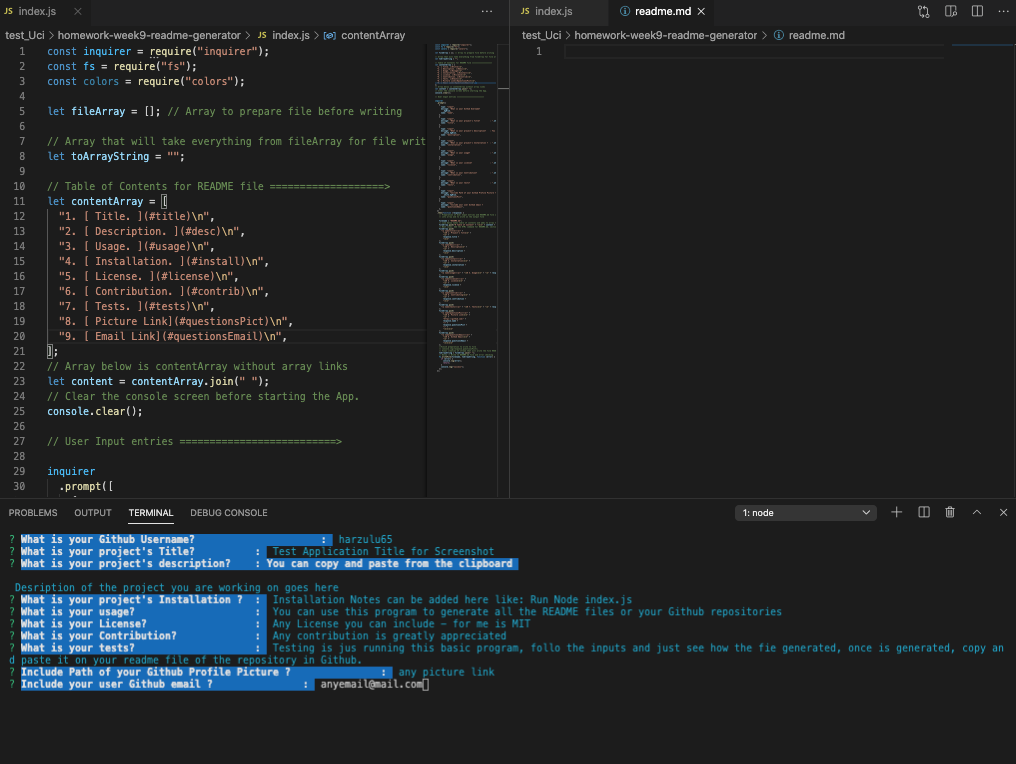 JS index.js × ···
JS index.js ⓘ readme.md × ···
test_Uci > homework-week9-readme-generator > JS index.js > contentArray
test_Uci > homework-week9-readme-generator > ⓘ readme.md
1 const inquirer = require("inquirer");
2 const fs = require("fs");
3 const colors = require("colors");
4
5 let fileArray = []; // Array to prepare file before writing
6
7 // Array that will take everything from fileArray for file writ
8 let toArrayString = "";
9
10 // Table of Contents for README file ===================>
11 let contentArray = [
12 "1. [ Title. ](#title)\n",
13 "2. [ Description. ](#desc)\n",
14 "3. [ Usage. ](#usage)\n",
15 "4. [ Installation. ](#install)\n",
16 "5. [ License. ](#license)\n",
17 "6. [ Contribution. ](#contrib)\n",
18 "7. [ Tests. ](#tests)\n",
19 "8. [ Picture Link](#questionsPict)\n",
20 "9. [ Email Link](#questionsEmail)\n",
21 ];
22 // Array below is contentArray without array links
23 let content = contentArray.join(" ");
24 // Clear the console screen before starting the App.
25 console.clear();
26
27 // User Input entries ==========================>
28
29 inquirer
30 .prompt([
1
PROBLEMS OUTPUT TERMINAL DEBUG CONSOLE 1: node
? What is your Github Username? : harzulu65
? What is your project's Title? : Test Application Title for Screenshot
? What is your project's description? : You can copy and paste from the clipboard
Desription of the project you are working on goes here
? What is your project's Installation ? : Installation Notes can be added here like: Run Node index.js
? What is your usage? : You can use this program to generate all the README files or your Github repositories
? What is your License? : Any License you can include - for me is MIT
? What is your Contribution? : Any contribution is greatly appreciated
? What is your tests? : Testing is jus running this basic program, follo the inputs and just see how the fie generated, once is generated, copy an
d paste it on your readme file of the repository in Github.
? Include Path of your Github Profile Picture ? : any picture link
? Include your user Github email ? : anyemail@mail.com